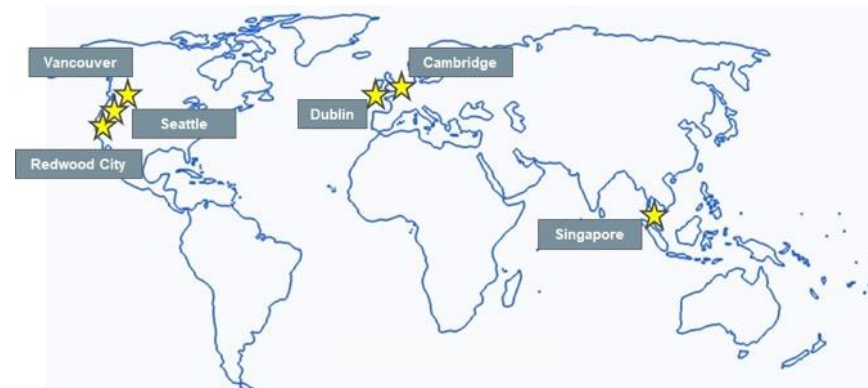 Vancouver
Cambridge
Dublin
Seattle
Redwood City
Singapore